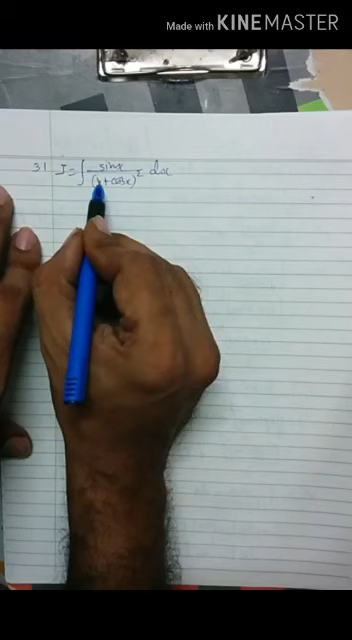 Made with KINEMASTER
31 I = ∫ sinx / (1 + cosx)² dx